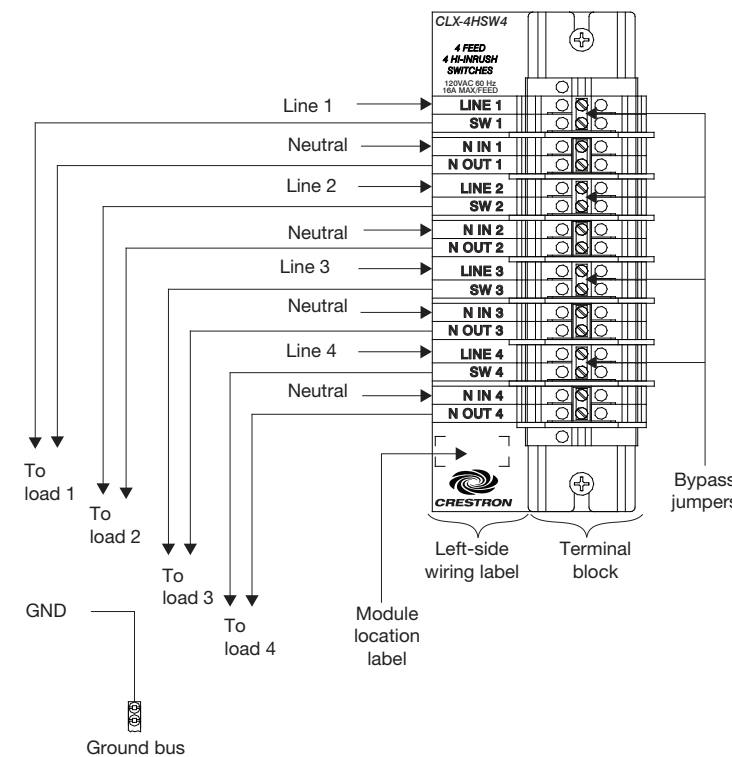 CLX-4HSW4
4 FEED
4 HI-INRUSH
SWITCHES
120VAC 60 Hz
16A MAX/FEED
Line 1
LINE 1
SW 1
Neutral
N IN 1
N OUT 1
Line 2
LINE 2
SW 2
Neutral
N IN 2
N OUT 2
Line 3
LINE 3
SW 3
Neutral
N IN 3
N OUT 3
Line 4
LINE 4
SW 4
Neutral
N IN 4
N OUT 4
To
load 1
To
load 2
To
load 3
To
load 4
CRESTRON
Bypass
jumpers
Left-side
wiring label
Terminal
block
Module
location
label
GND
Ground bus